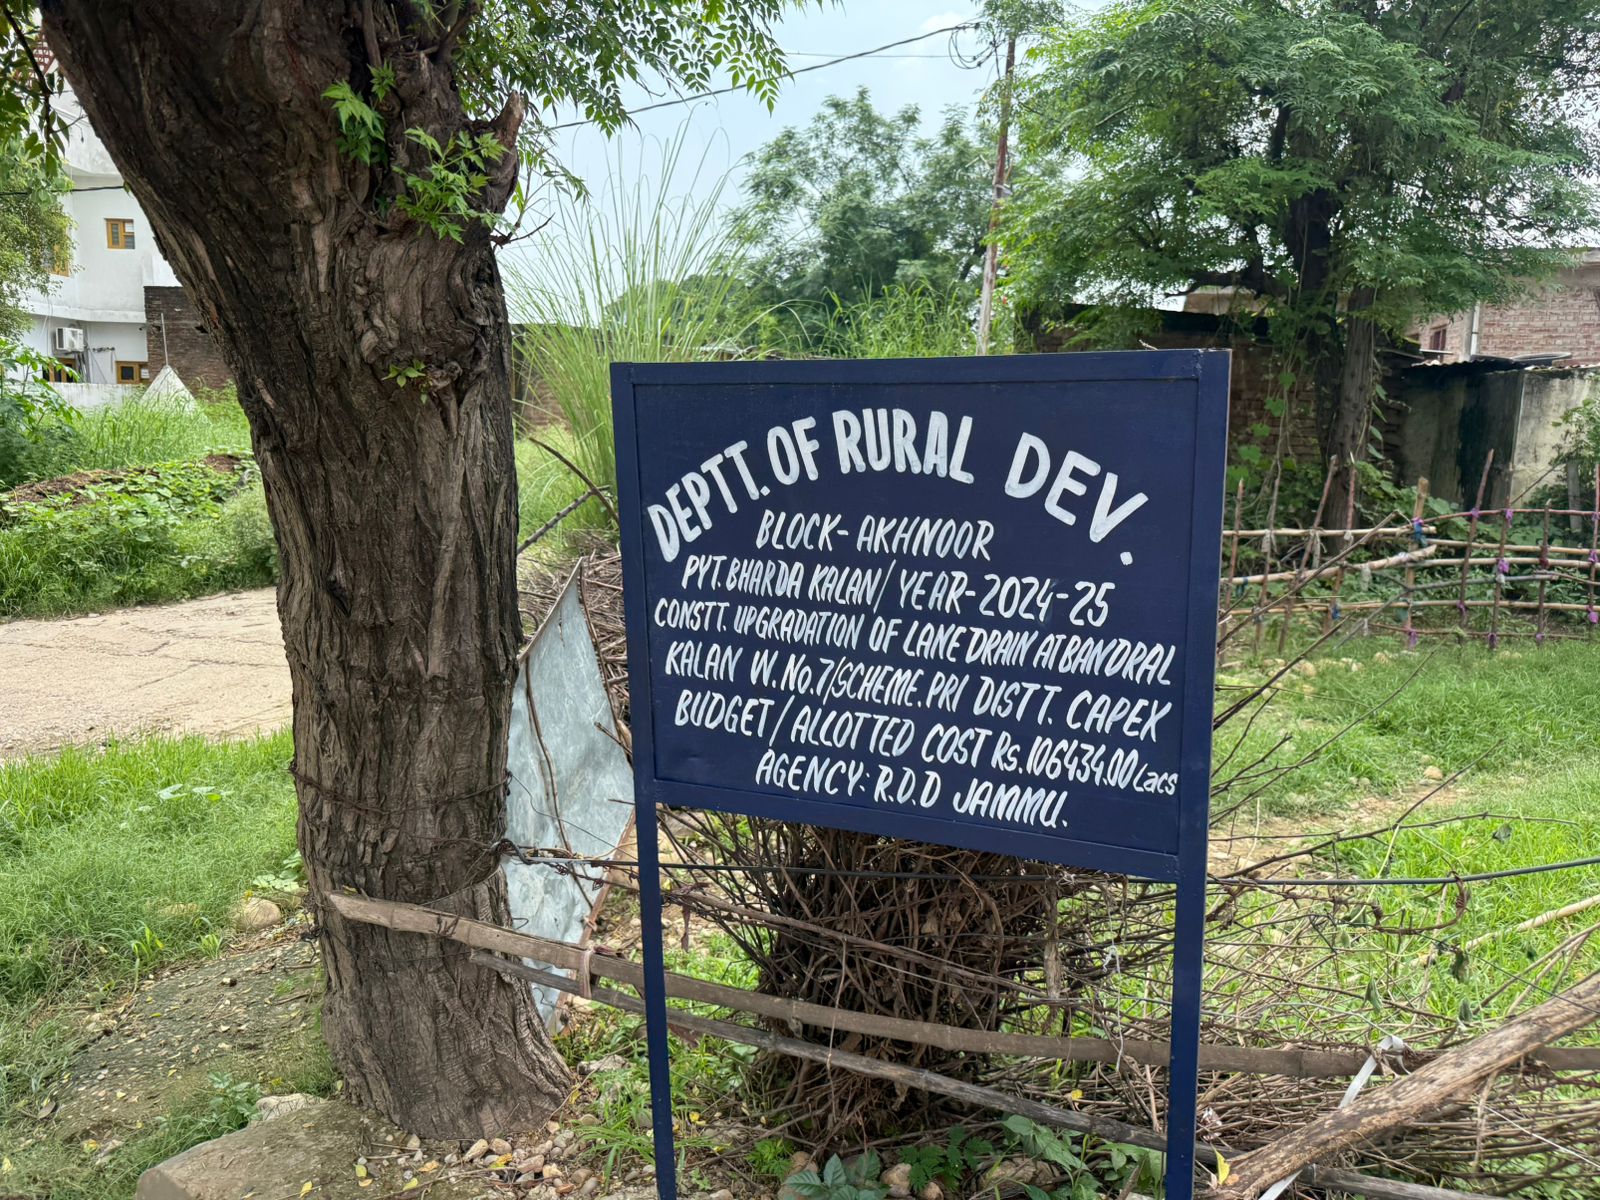 DEPTT. OF RURAL DEV.
BLOCK- AKHNOOR
PYT. BHARDA KALAN/ YEAR-2024-25
CONSTT. UPGRADATION OF LANE DRAIN AT BANDRAL
KALAN W. No. 7/SCHEME. PRI DISTT. CAPEX
BUDGET/ALLOTTED COST Rs. 106434.00 Lacs
AGENCY: R.D.D JAMMU.